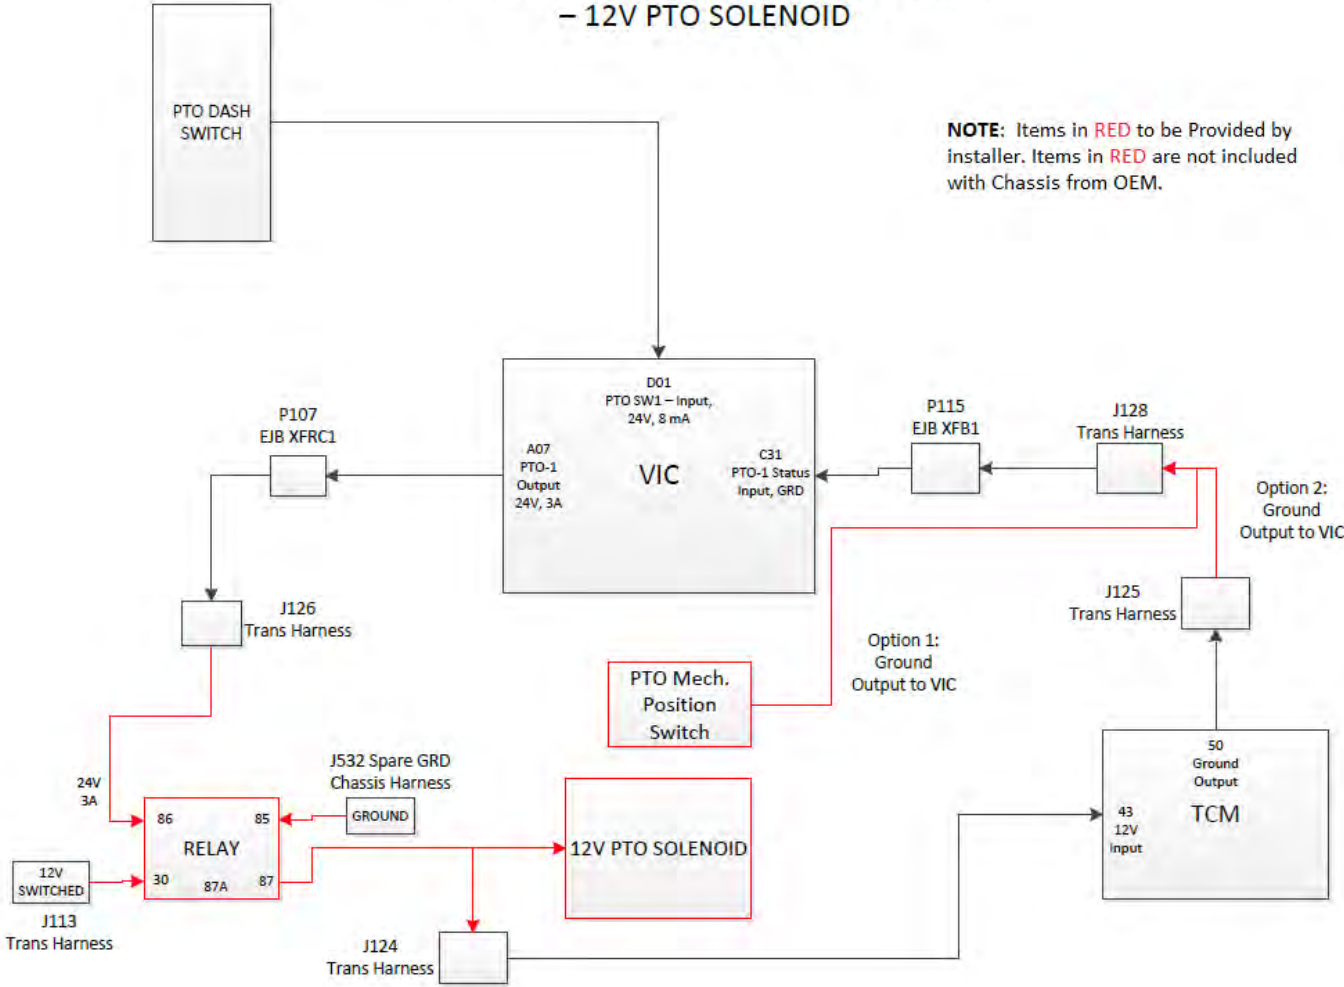 – 12V PTO SOLENOID
PTO DASH
SWITCH
NOTE: Items in RED to be Provided by
installer. Items in RED are not included
with Chassis from OEM.
D01
PTO SW1 – Input,
24V, 8 mA
P107
EJB XFRC1
A07
PTO-1
Output
24V, 3A
VIC
C31
PTO-1 Status
Input, GRD
P115
EJB XFB1
J128
Trans Harness
Option 2:
Ground
Output to VIC
J126
Trans Harness
J125
Trans Harness
Option 1:
Ground
Output to VIC
PTO Mech.
Position
Switch
50
Ground
Output
TCM
43
12V
Input
J532 Spare GRD
Chassis Harness
GROUND
24V
3A
86
85
RELAY
30
87A
87
12V PTO SOLENOID
12V
SWITCHED
J113
Trans Harness
J124
Trans Harness